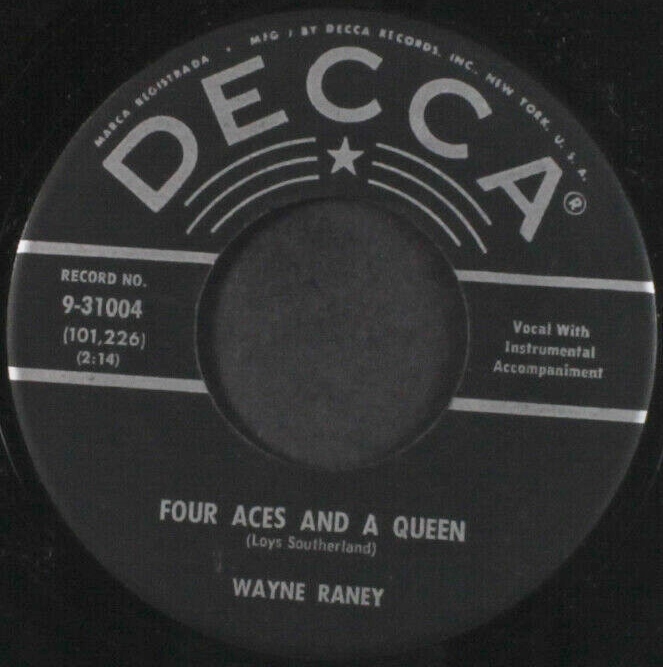 MARCA REGISTRADA • MFG / BY DECCA RECORDS, INC., NEW YORK, U. S. A.
DECCA®
RECORD NO.
9-31004
(101,226)
(2:14)
Vocal With
Instrumental
Accompaniment
FOUR ACES AND A QUEEN
(Loys Southerland)
WAYNE RANEY